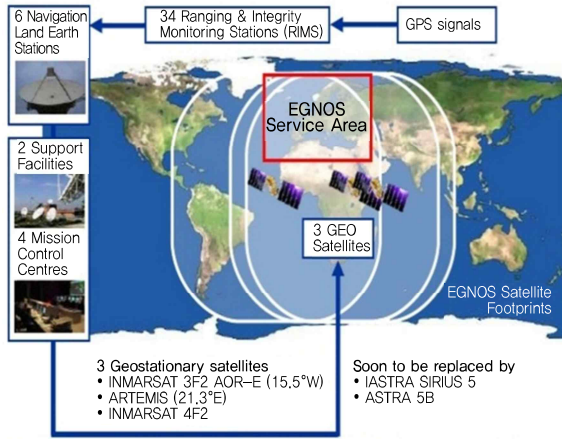 6 Navigation
Land Earth
Stations
34 Ranging & Integrity
Monitoring Stations (RIMS)
GPS signals
EGNOS
Service Area
2 Support
Facilities
4 Mission
Control
Centres
3 GEO
Satellites
EGNOS Satellite
Footprints
3 Geostationary satellites
• INMARSAT 3F2 AOR–E (15.5°W)
• ARTEMIS (21.3°E)
• INMARSAT 4F2
Soon to be replaced by
• IASTRA SIRIUS 5
• ASTRA 5B